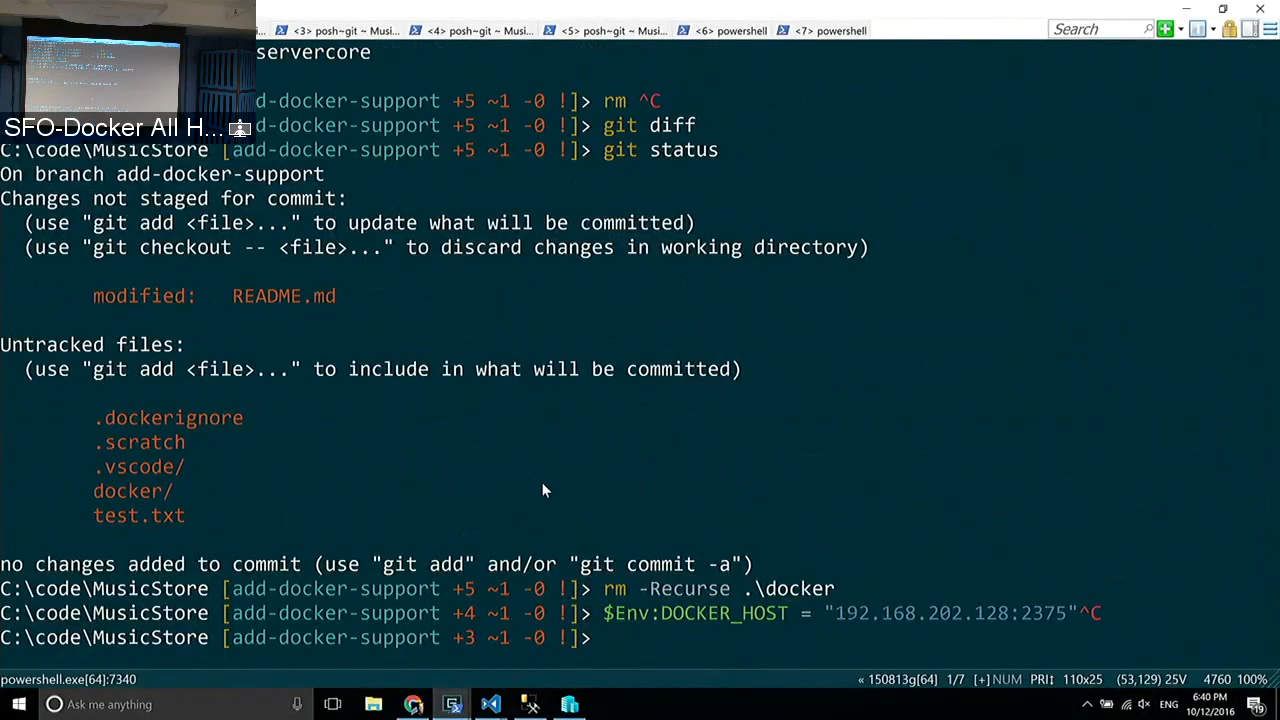 <3> posh~git ~ Musi...
<4> posh~git ~ Musi...
<5> posh~git ~ Musi...
<6> powershell
<7> powershell
Search
servercore
SFO-Docker All H...
d-docker-support +5 ~1 -0 !]> rm ^C
d-docker-support +5 ~1 -0 !]> git diff
C:\code\MusicStore [add-docker-support +5 ~1 -0 !]> git status
On branch add-docker-support
Changes not staged for commit:
(use "git add <file>..." to update what will be committed)
(use "git checkout -- <file>..." to discard changes in working directory)
modified: README.md
Untracked files:
(use "git add <file>..." to include in what will be committed)
.dockerignore
.scratch
.vscode/
docker/
test.txt
no changes added to commit (use "git add" and/or "git commit -a")
C:\code\MusicStore [add-docker-support +5 ~1 -0 !]> rm -Recurse .\docker
C:\code\MusicStore [add-docker-support +4 ~1 -0 !]> $Env:DOCKER_HOST = "192.168.202.128:2375"^C
C:\code\MusicStore [add-docker-support +3 ~1 -0 !]>
powershell.exe[64]:7340
« 150813g[64] 1/7 [+]NUM PRI↕ 110x25 (53,129) 25V 4760 100%
Ask me anything
ENG
6:40 PM
10/12/2016
19